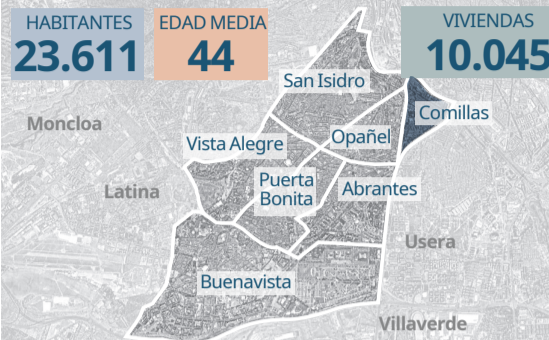 HABITANTES
23.611
EDAD MEDIA
44
VIVIENDAS
10.045
San Isidro
Comillas
Moncloa
Opañel
Vista Alegre
Latina
Puerta
Bonita
Abrantes
Usera
Buenavista
Villaverde